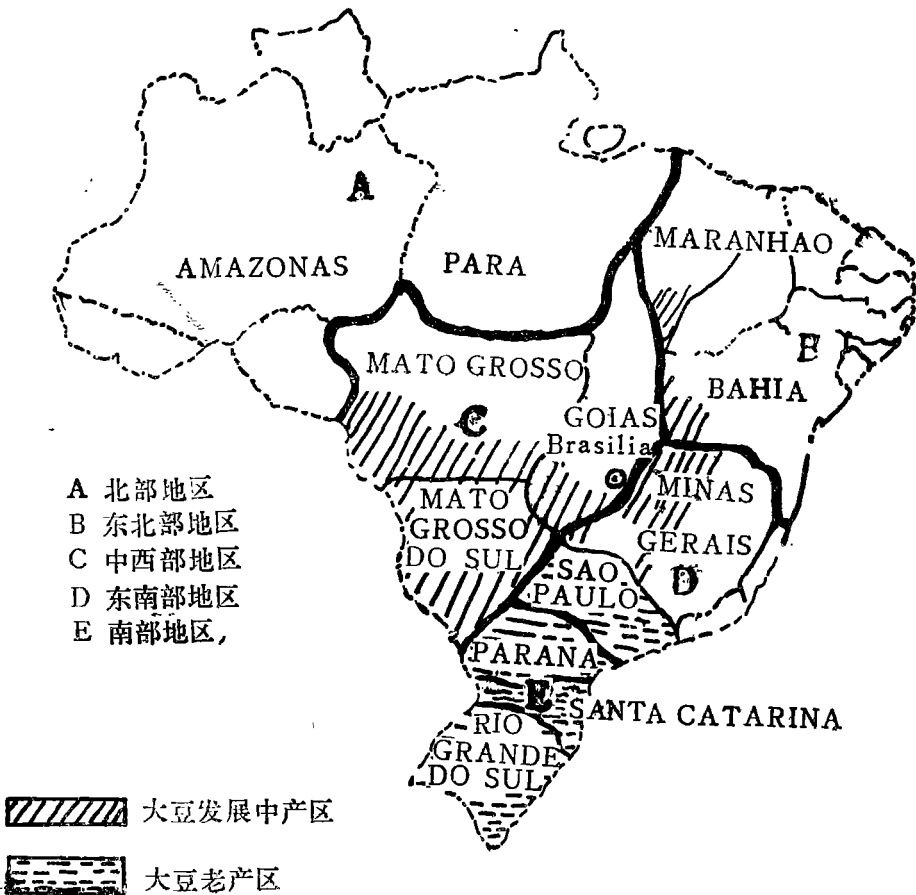 A
AMAZONAS
PARA
MARANHAO
B
MATO GROSSO
BAHIA
C
GOIAS
Brasilia
MINAS
GERAIS
D
MATO
GROSSO
DO SUL
SAO
PAULO
PARANA
E
SANTA CATARINA
RIO
GRANDE
DO SUL
A 北部地区
B 东北部地区
C 中西部地区
D 东南部地区
E 南部地区,
大豆发展中产区
大豆老产区